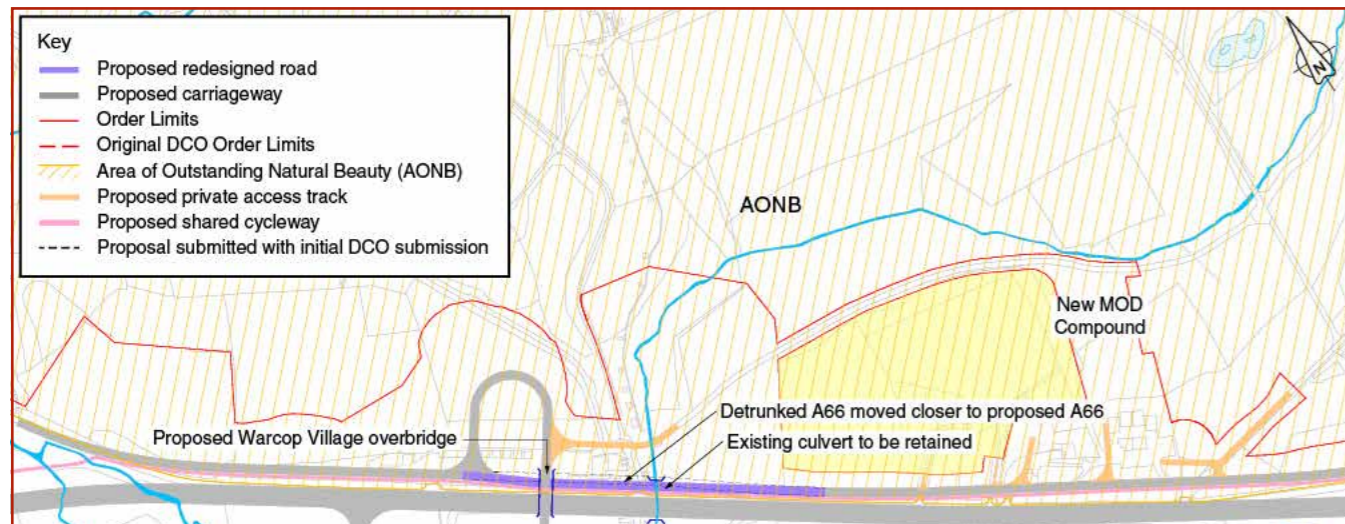 Key
Proposed redesigned road
Proposed carriageway
Order Limits
Original DCO Order Limits
Area of Outstanding Natural Beauty (AONB)
Proposed private access track
Proposed shared cycleway
Proposal submitted with initial DCO submission
N
AONB
New MOD
Compound
Detrunked A66 moved closer to proposed A66
Proposed Warcop Village overbridge
Existing culvert to be retained